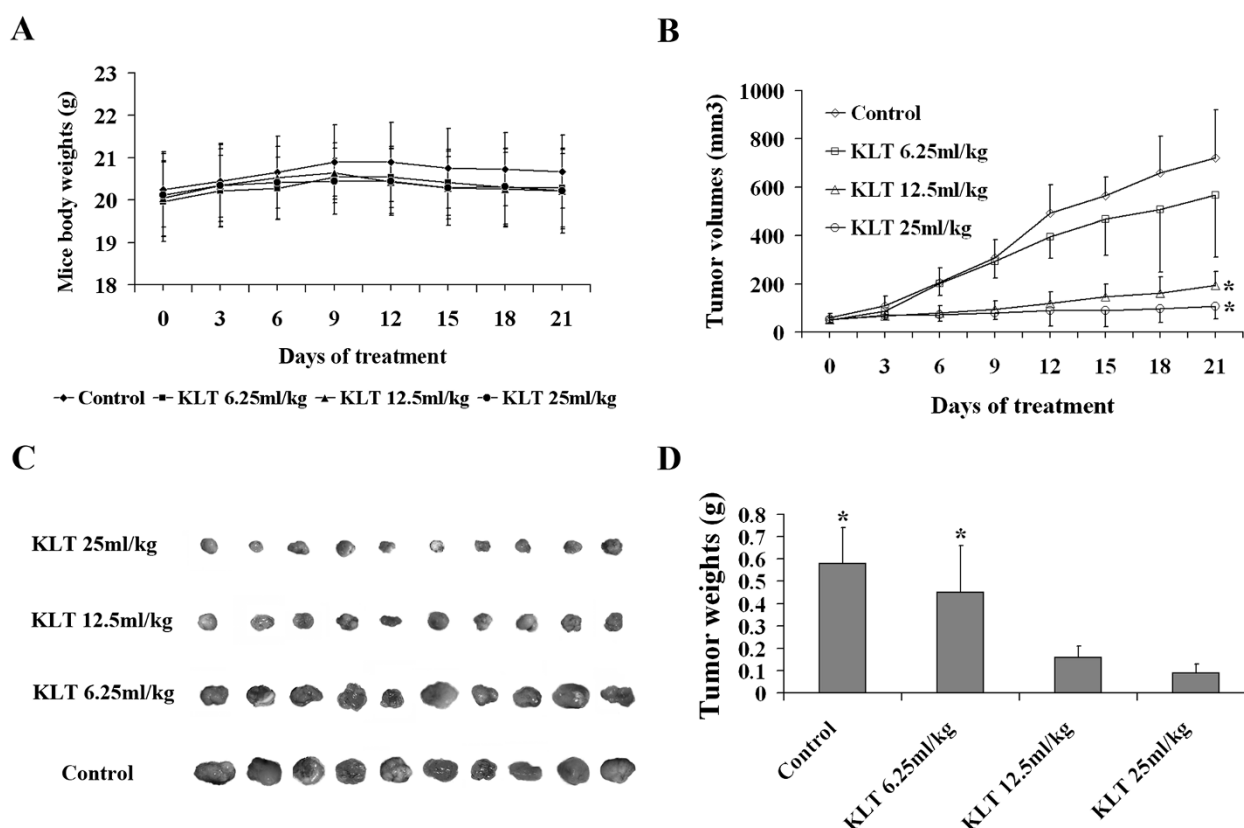 A
Mice body weights (g)
23
22
21
20
19
18
0 3 6 9 12 15 18 21
Days of treatment
Control KLT 6.25ml/kg KLT 12.5ml/kg KLT 25ml/kg
B
Tumor volumes (mm3)
1000
800
600
400
200
0
Control
KLT 6.25ml/kg
KLT 12.5ml/kg
KLT 25ml/kg
*
*
0 3 6 9 12 15 18 21
Days of treatment
C
KLT 25ml/kg
KLT 12.5ml/kg
KLT 6.25ml/kg
Control
D
Tumor weights (g)
0.8
0.7
0.6
0.5
0.4
0.3
0.2
0.1
0
*
*
Control
KLT 6.25ml/kg
KLT 12.5ml/kg
KLT 25ml/kg